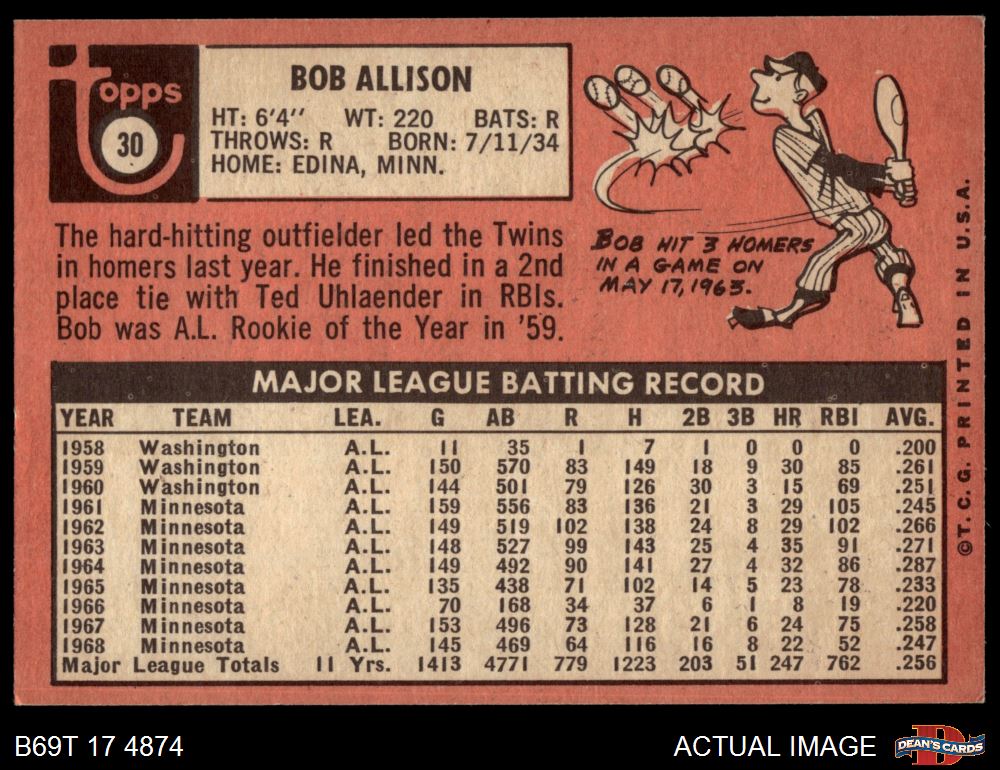 Topps
30
BOB ALLISON
HT: 6'4'' WT: 220 BATS: R
THROWS: R BORN: 7/11/34
HOME: EDINA, MINN.
The hard-hitting outfielder led the Twins
in homers last year. He finished in a 2nd
place tie with Ted Uhlaender in RBIs.
Bob was A.L. Rookie of the Year in '59.
BOB HIT 3 HOMERS
IN A GAME ON
MAY 17, 1963.
MAJOR LEAGUE BATTING RECORD
YEAR TEAM LEA. G AB R H 2B 3B HR RBI AVG.
1958 Washington A.L. 11 35 1 7 1 0 0 0 .200
1959 Washington A.L. 150 570 83 149 18 9 30 85 .261
1960 Washington A.L. 144 501 79 126 30 3 15 69 .251
1961 Minnesota A.L. 159 556 83 136 21 3 29 105 .245
1962 Minnesota A.L. 149 519 102 138 24 8 29 102 .266
1963 Minnesota A.L. 148 527 99 143 25 4 35 91 .271
1964 Minnesota A.L. 149 492 90 141 27 4 32 86 .287
1965 Minnesota A.L. 135 438 71 102 14 5 23 78 .233
1966 Minnesota A.L. 70 168 34 37 6 1 8 19 .220
1967 Minnesota A.L. 153 496 73 128 21 6 24 75 .258
1968 Minnesota A.L. 145 469 64 116 16 8 22 52 .247
Major League Totals 11 Yrs. 1413 4771 779 1223 203 51 247 762 .256
©T.C.G. PRINTED IN U.S.A.
B69T 17 4874
ACTUAL IMAGE
D
DEAN'S CARDS